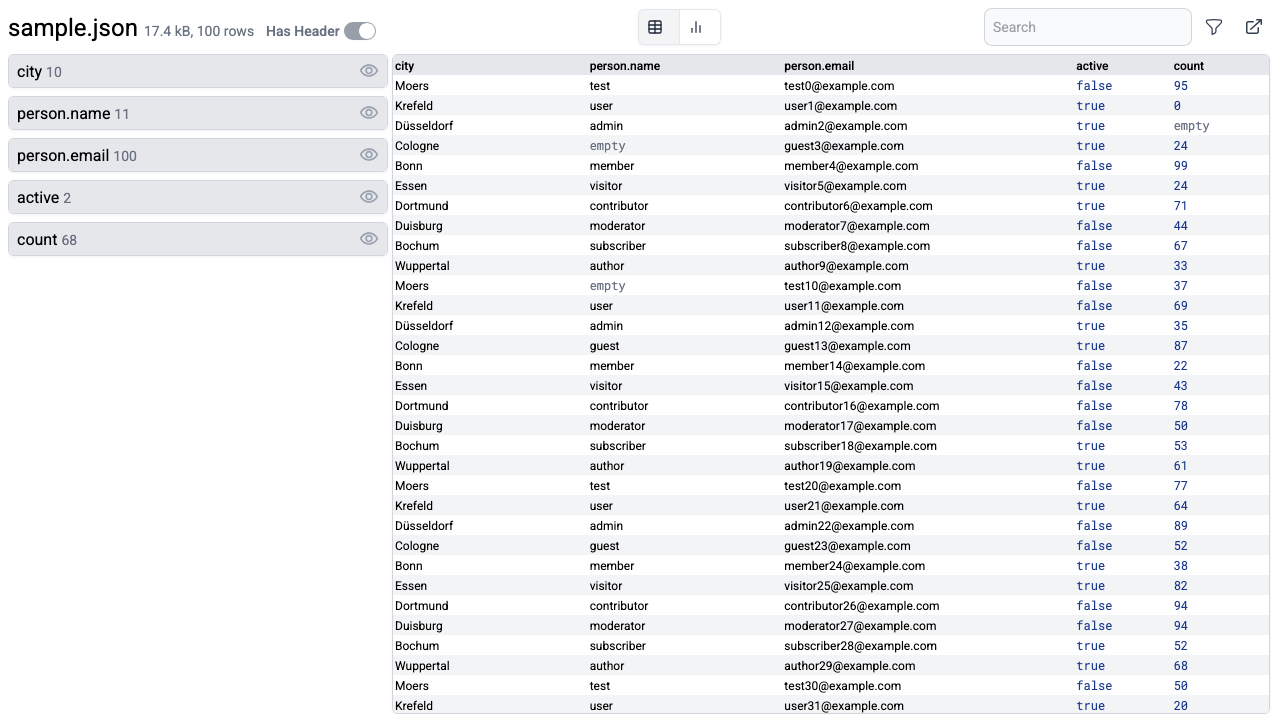 sample.json 17.4 kB, 100 rows Has Header Search
city 10
person.name 11
person.email 100
active 2
count 68
city person.name person.email active count
Moers test test0@example.com false 95
Krefeld user user1@example.com true 0
Düsseldorf admin admin2@example.com true empty
Cologne empty guest3@example.com true 24
Bonn member member4@example.com false 99
Essen visitor visitor5@example.com true 24
Dortmund contributor contributor6@example.com true 71
Duisburg moderator moderator7@example.com false 44
Bochum subscriber subscriber8@example.com false 67
Wuppertal author author9@example.com true 33
Moers empty test10@example.com false 37
Krefeld user user11@example.com false 69
Düsseldorf admin admin12@example.com true 35
Cologne guest guest13@example.com true 87
Bonn member member14@example.com false 22
Essen visitor visitor15@example.com false 43
Dortmund contributor contributor16@example.com false 78
Duisburg moderator moderator17@example.com false 50
Bochum subscriber subscriber18@example.com true 53
Wuppertal author author19@example.com true 61
Moers test test20@example.com false 77
Krefeld user user21@example.com true 64
Düsseldorf admin admin22@example.com false 89
Cologne guest guest23@example.com false 52
Bonn member member24@example.com true 38
Essen visitor visitor25@example.com true 82
Dortmund contributor contributor26@example.com false 94
Duisburg moderator moderator27@example.com false 94
Bochum subscriber subscriber28@example.com true 52
Wuppertal author author29@example.com true 68
Moers test test30@example.com false 50
Krefeld user user31@example.com true 20